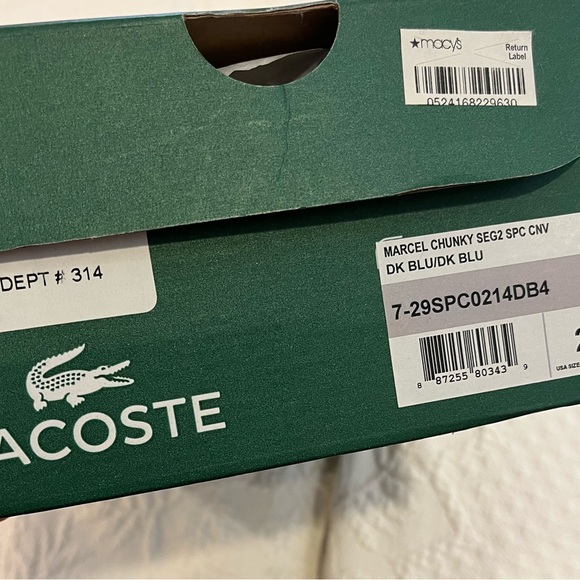 ★macy's
Return
Label
0524168229630
MARCEL CHUNKY SEG2 SPC CNV
DK BLU/DK BLU
DEPT # 314
7-29SPC0214DB4
8 87255 80343 9
USA SIZE
ACOSTE